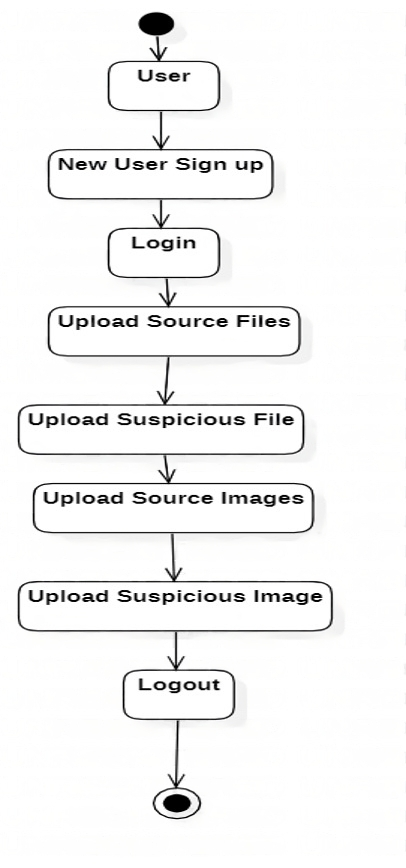 User
New User Sign up
Login
Upload Source Files
Upload Suspicious File
Upload Source Images
Upload Suspicious Image
Logout